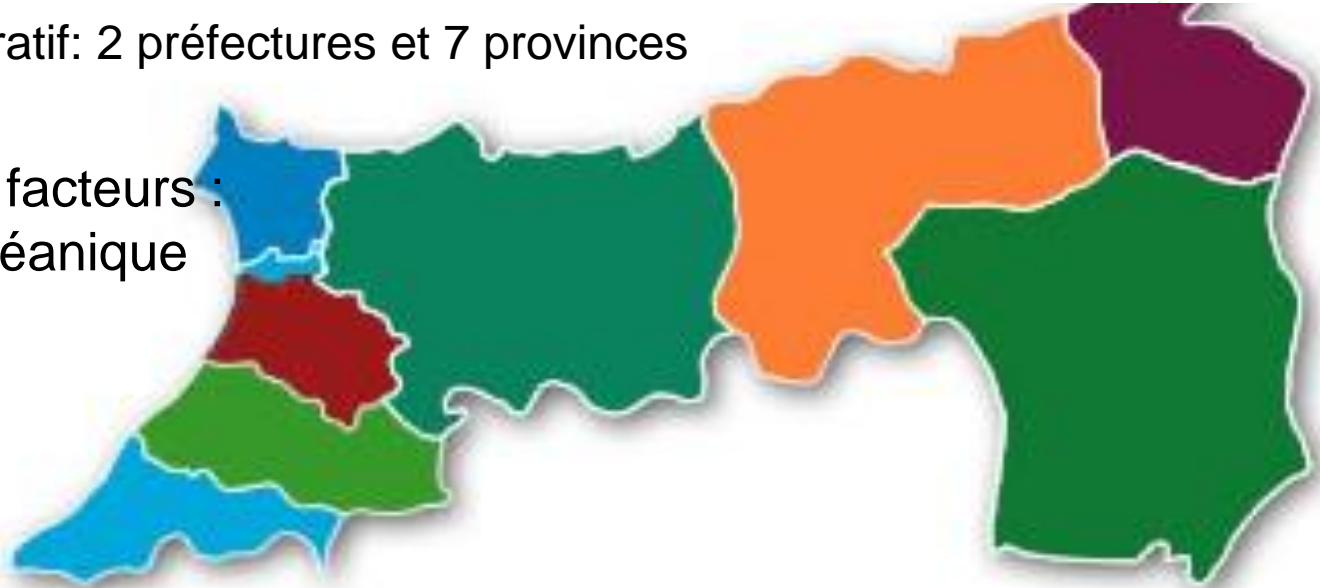 ratif: 2 préfectures et 7 provinces
facteurs :
éanique